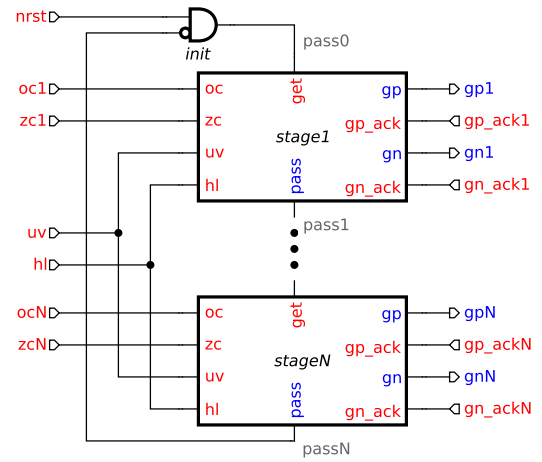 nrst
init
pass0
oc1
zc1
uv
hl
ocN
zcN
oc
zc
uv
hl
get
stage1
pass
gp
gp_ack
gn
gn_ack
gp1
gp_ack1
gn1
gn_ack1
pass1
oc
zc
uv
hl
get
stageN
pass
gp
gp_ack
gn
gn_ack
gpN
gp_ackN
gnN
gn_ackN
passN